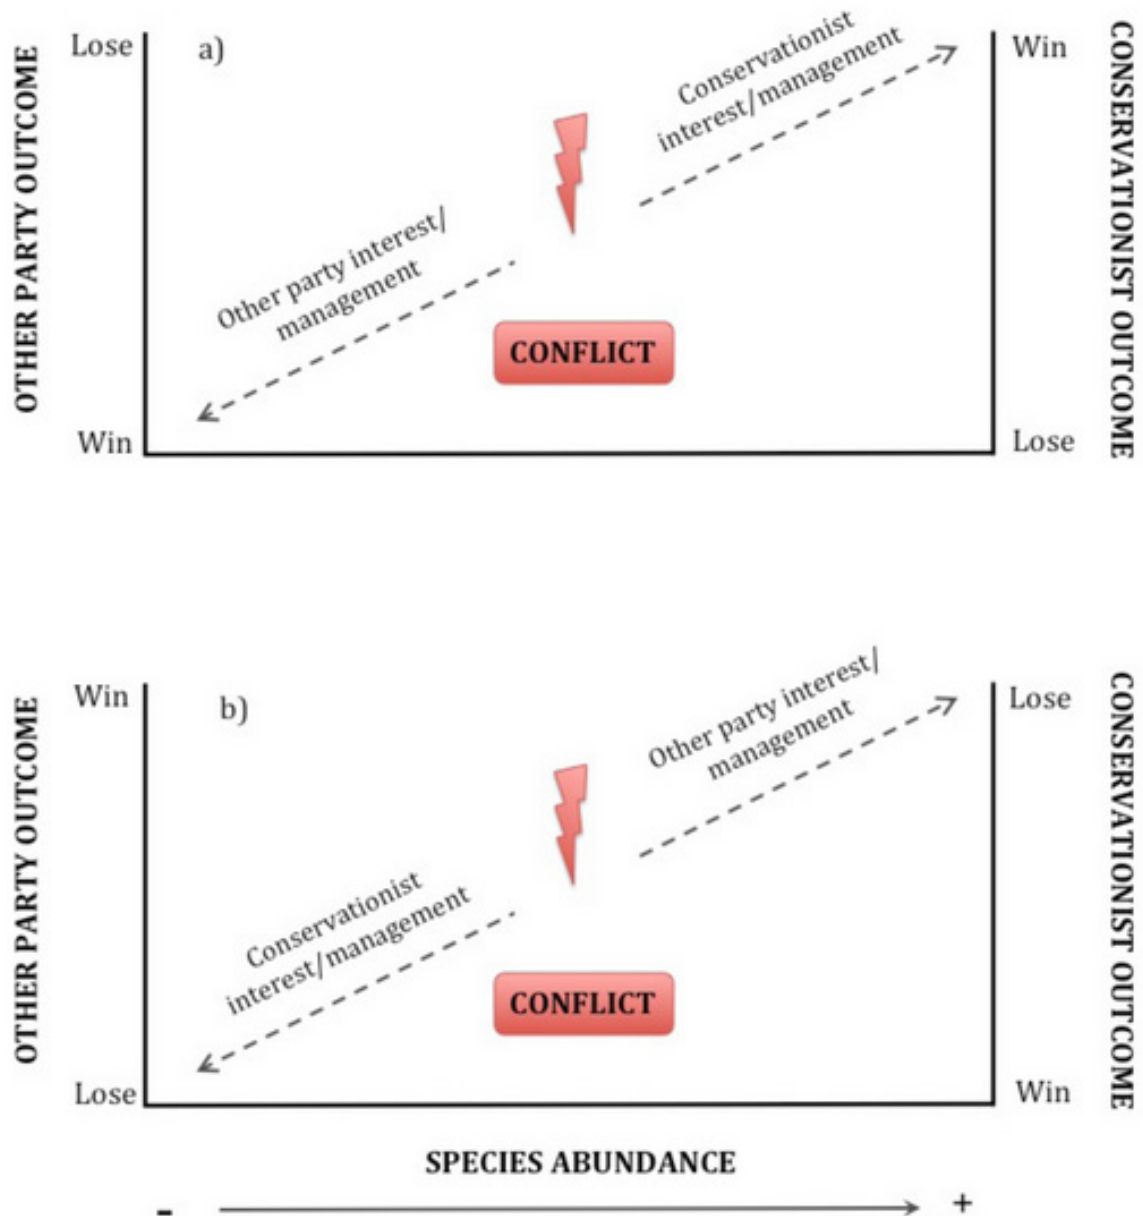 OTHER PARTY OUTCOME
Lose
Win
a)
Other party interest/
management
Conservationist
interest/management
CONFLICT
Win
Lose
CONSERVATIONIST OUTCOME
OTHER PARTY OUTCOME
Win
Lose
b)
Conservationist
interest/management
Other party interest/
management
CONFLICT
Lose
Win
CONSERVATIONIST OUTCOME
SPECIES ABUNDANCE
- +